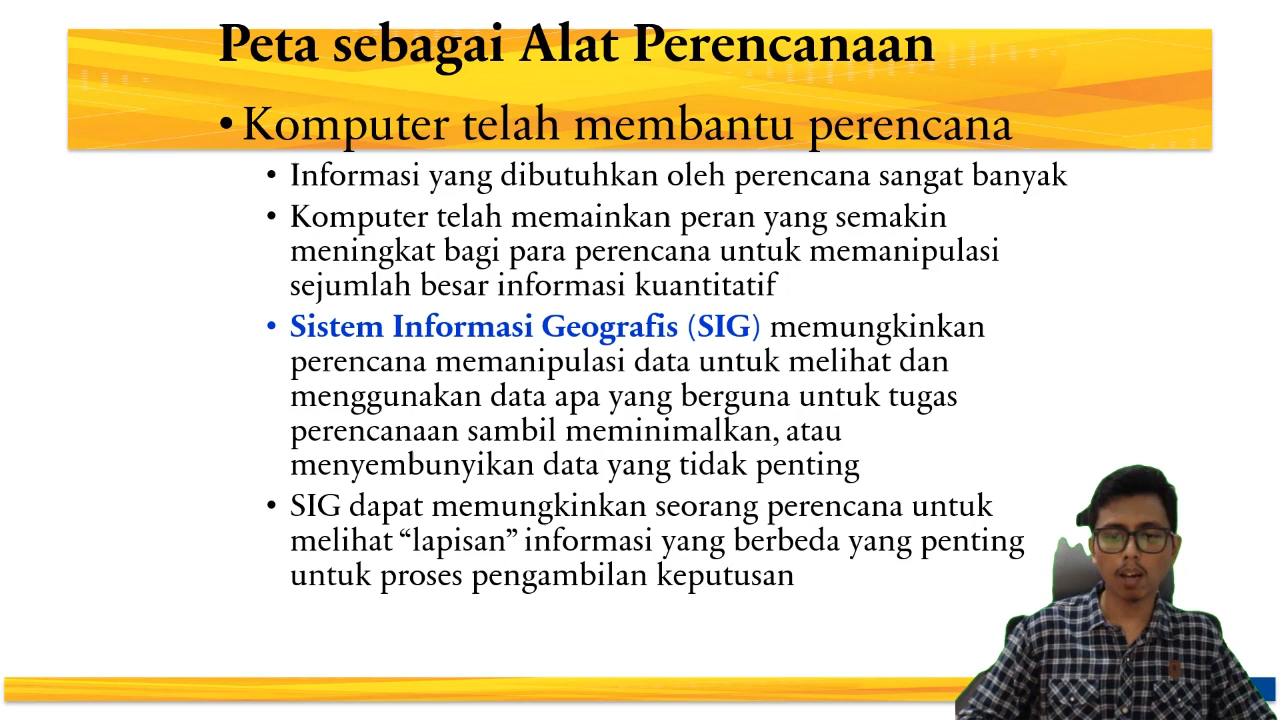 Peta sebagai Alat Perencanaan
• Komputer telah membantu perencana
• Informasi yang dibutuhkan oleh perencana sangat banyak
• Komputer telah memainkan peran yang semakin
meningkat bagi para perencana untuk memanipulasi
sejumlah besar informasi kuantitatif
• Sistem Informasi Geografis (SIG) memungkinkan
perencana memanipulasi data untuk melihat dan
menggunakan data apa yang berguna untuk tugas
perencanaan sambil meminimalkan, atau
menyembunyikan data yang tidak penting
• SIG dapat memungkinkan seorang perencana untuk
melihat “lapisan” informasi yang berbeda yang penting
untuk proses pengambilan keputusan